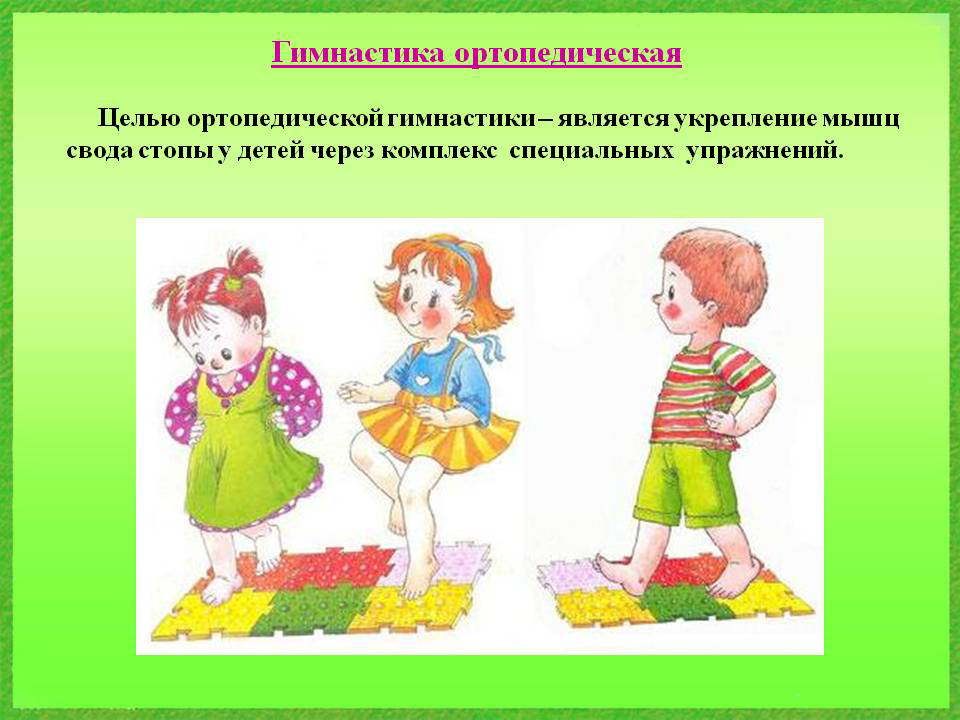 Гимнастика ортопедическая
Целью ортопедической гимнастики – является укрепление мышц
свода стопы у детей через комплекс специальных упражнений.